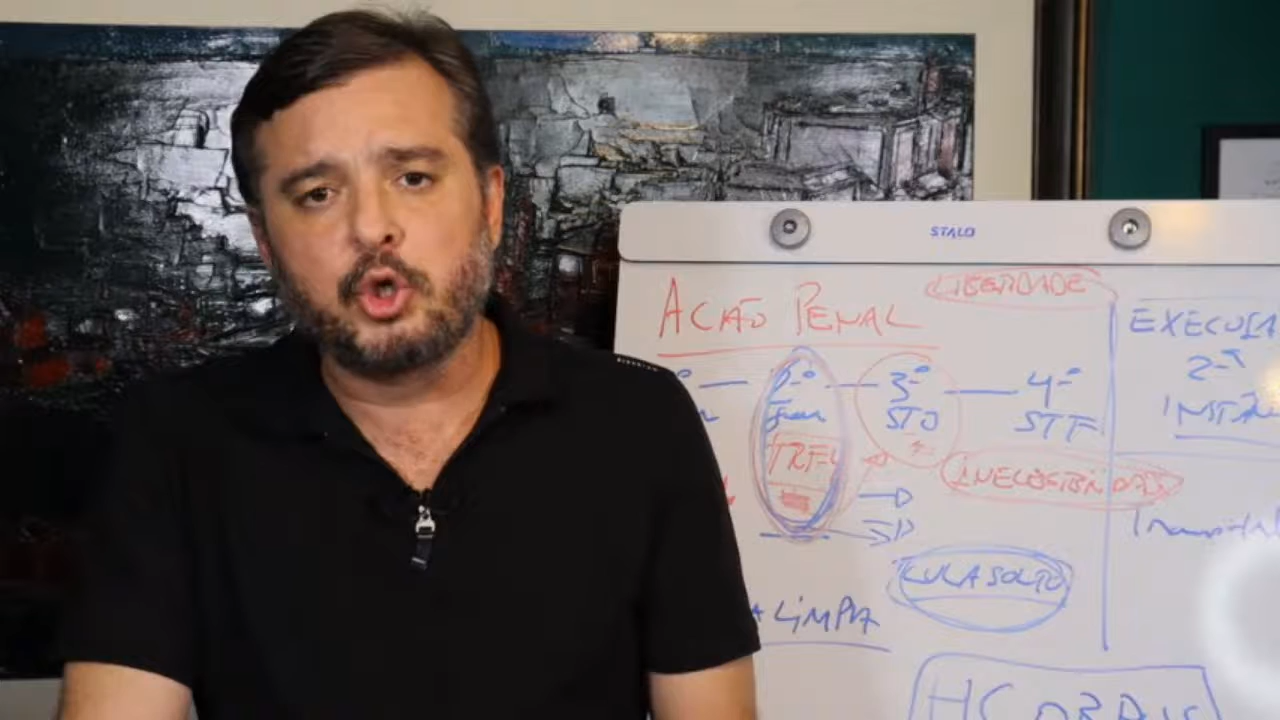 STALO
LIBERDADE
AÇÃO PENAL
EXECUÇÃ
2ª
INSTÂN
2º
3º
4º
STJ
STF
TRF4
INELEGIBILIDADE
LULA SOLTO
A LIMPA
HC